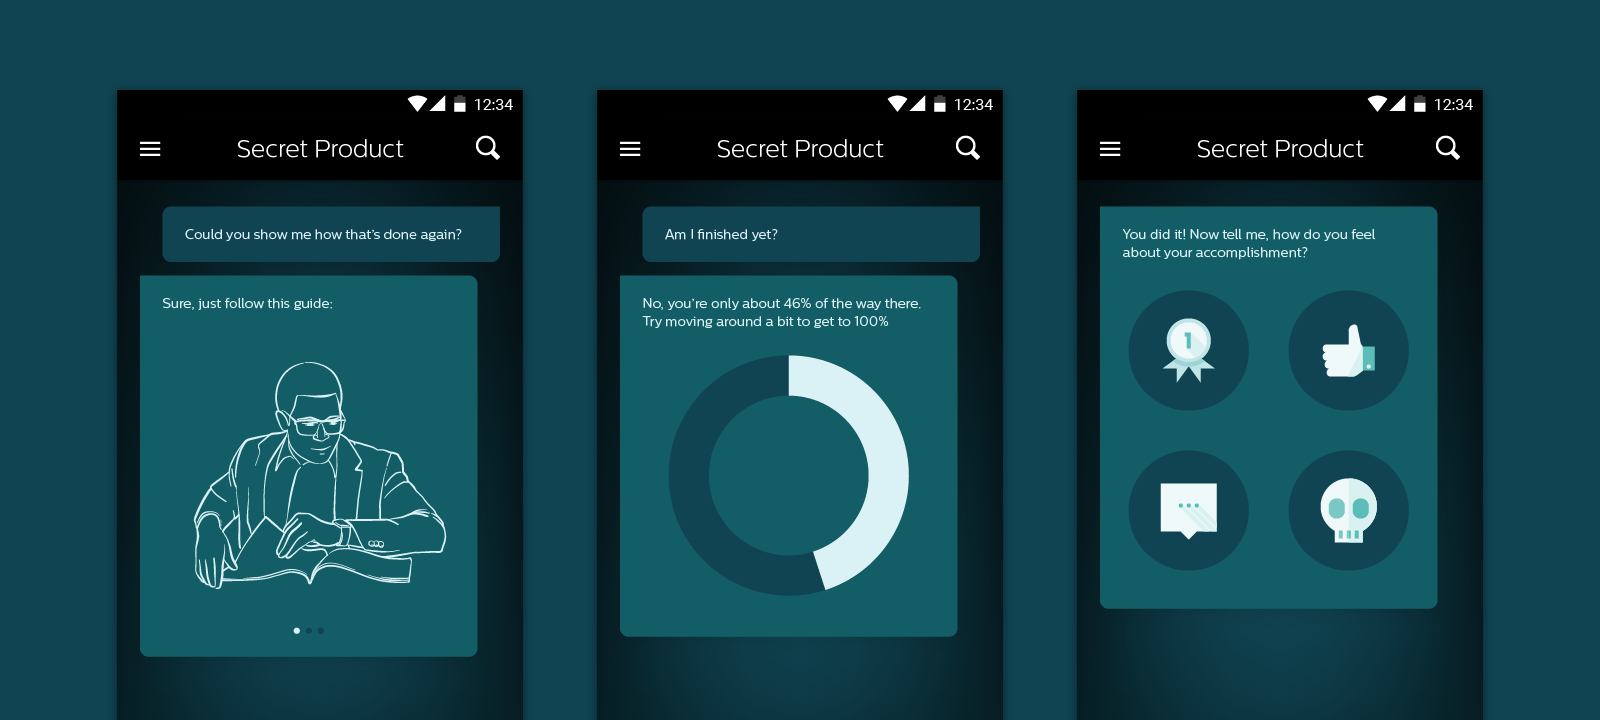 12:34
Secret Product
Could you show me how that's done again?
Sure, just follow this guide:
12:34
Secret Product
Am I finished yet?
No, you're only about 46% of the way there.
Try moving around a bit to get to 100%
12:34
Secret Product
You did it! Now tell me, how do you feel
about your accomplishment?
1